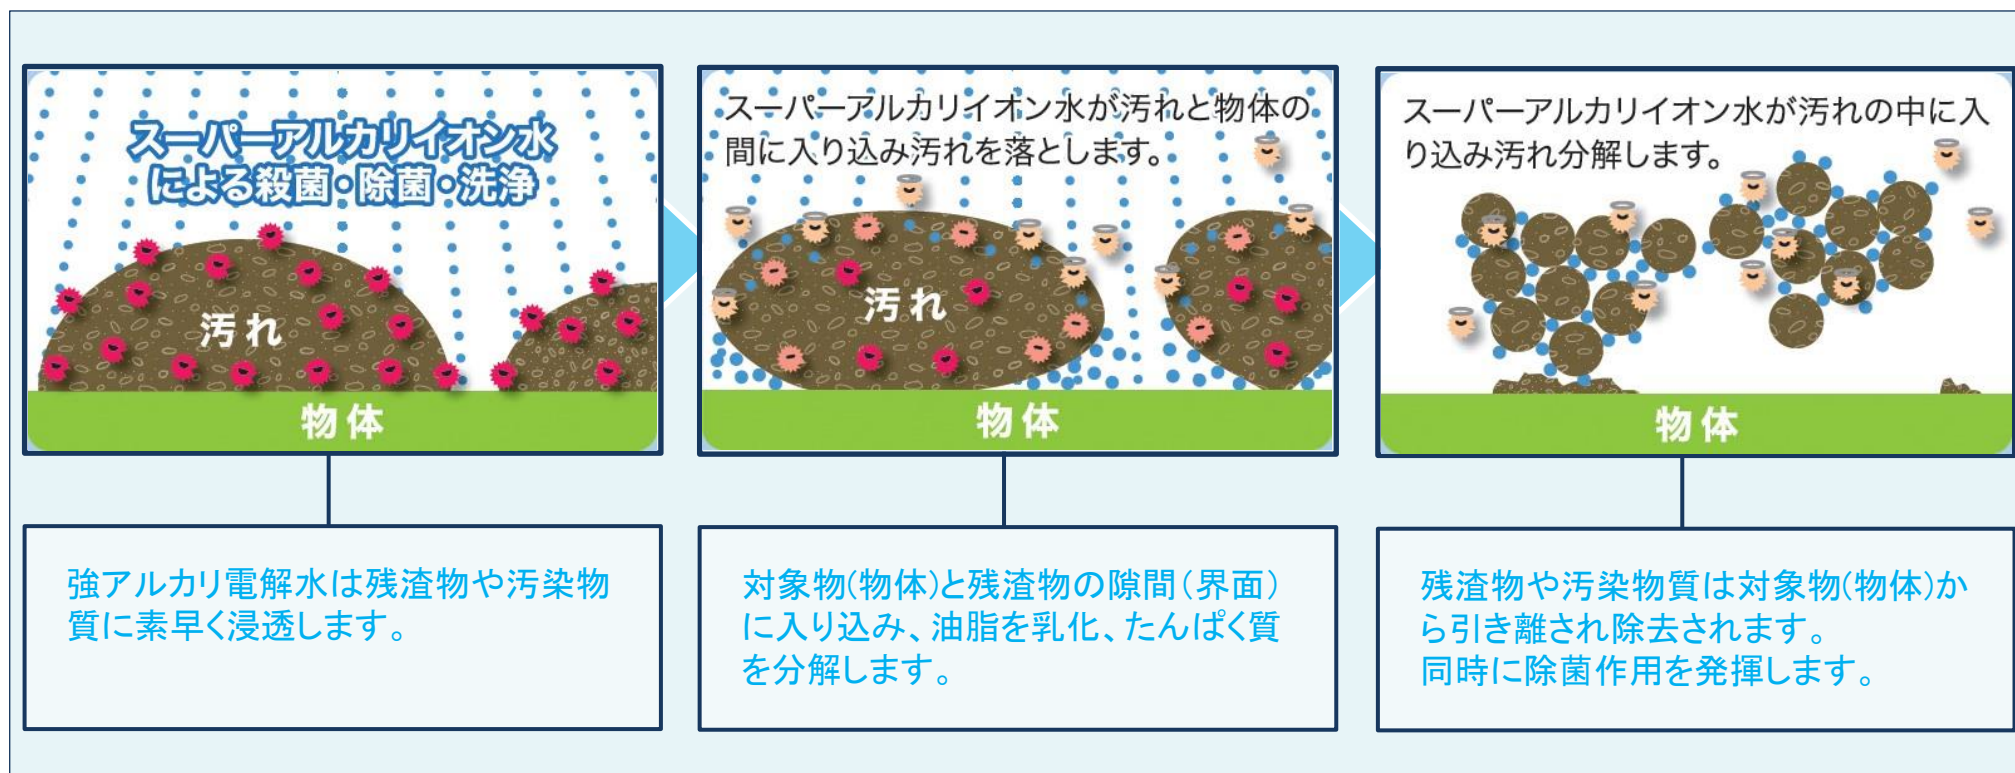 スーパーアルカリイオン水
による殺菌・除菌・洗浄
汚れ
物体
スーパーアルカリイオン水が汚れと物体の
間に入り込み汚れを落とします。
汚れ
物体
スーパーアルカリイオン水が汚れの中に入
り込み汚れ分解します。
物体
強アルカリ電解水は残渣物や汚染物
質に素早く浸透します。
対象物(物体)と残渣物の隙間(界面)
に入り込み、油脂を乳化、たんぱく質
を分解します。
残渣物や汚染物質は対象物(物体)か
ら引き離され除去されます。
同時に除菌作用を発揮します。